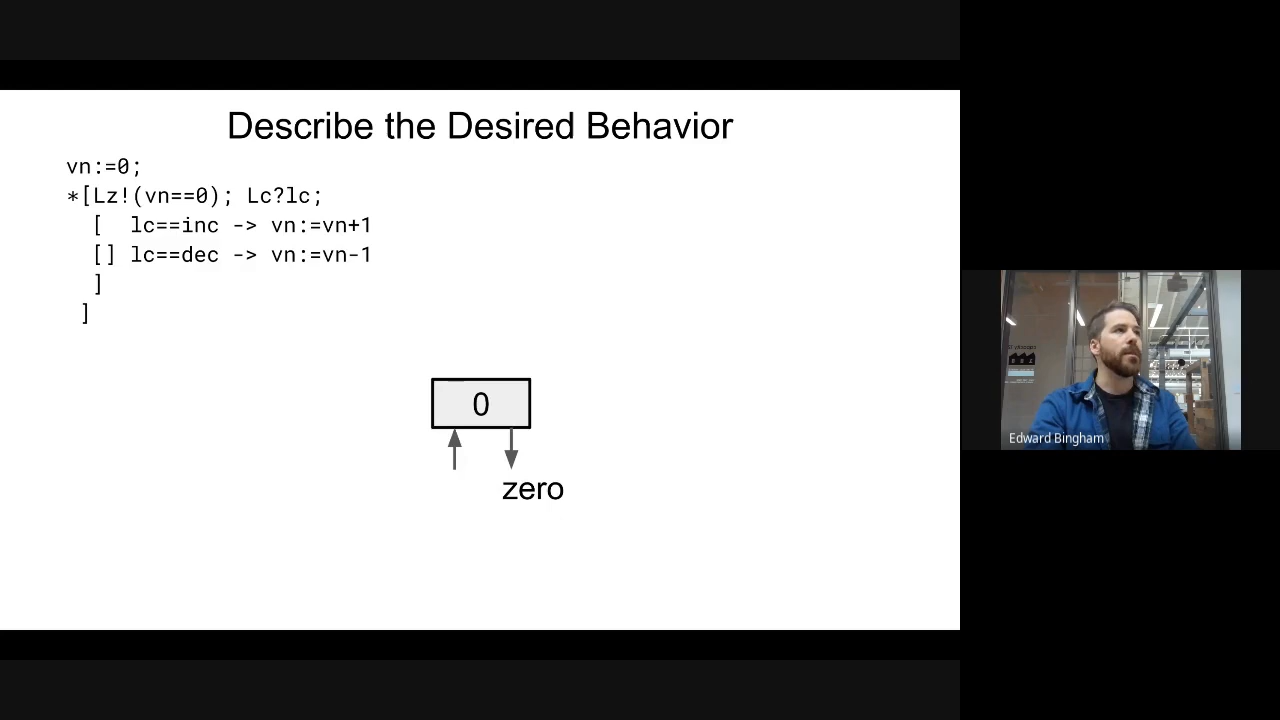 Describe the Desired Behavior
vn:=0;
*[Lz!(vn==0); Lc?lc;
[ lc==inc -> vn:=vn+1
[] lc==dec -> vn:=vn-1
]
]
0
zero
Edward Bingham